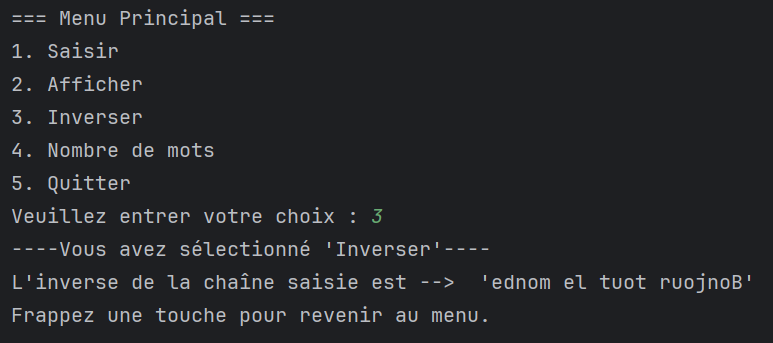 === Menu Principal ===
1. Saisir
2. Afficher
3. Inverser
4. Nombre de mots
5. Quitter
Veuillez entrer votre choix : 3
----Vous avez sélectionné 'Inverser'----
L'inverse de la chaîne saisie est -->  'ednom el tuot ruojnoB'
Frappez une touche pour revenir au menu.